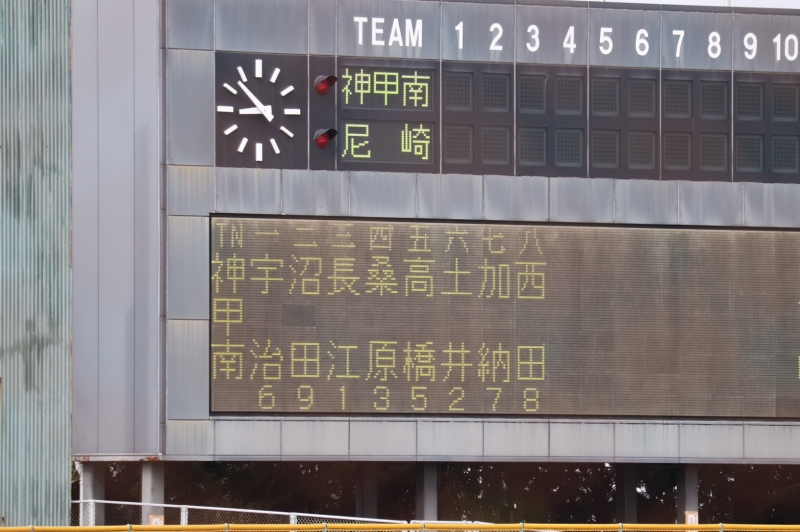 TEAM 1 2 3 4 5 6 7 8 9 10
神甲南
尼 崎
TN 一 二 三 四 五 六 七 八
神 宇 沼 長 桑 高 土 加 西
甲
南 治 田 江 原 橋 井 納 田
6 9 1 3 5 2 7 8